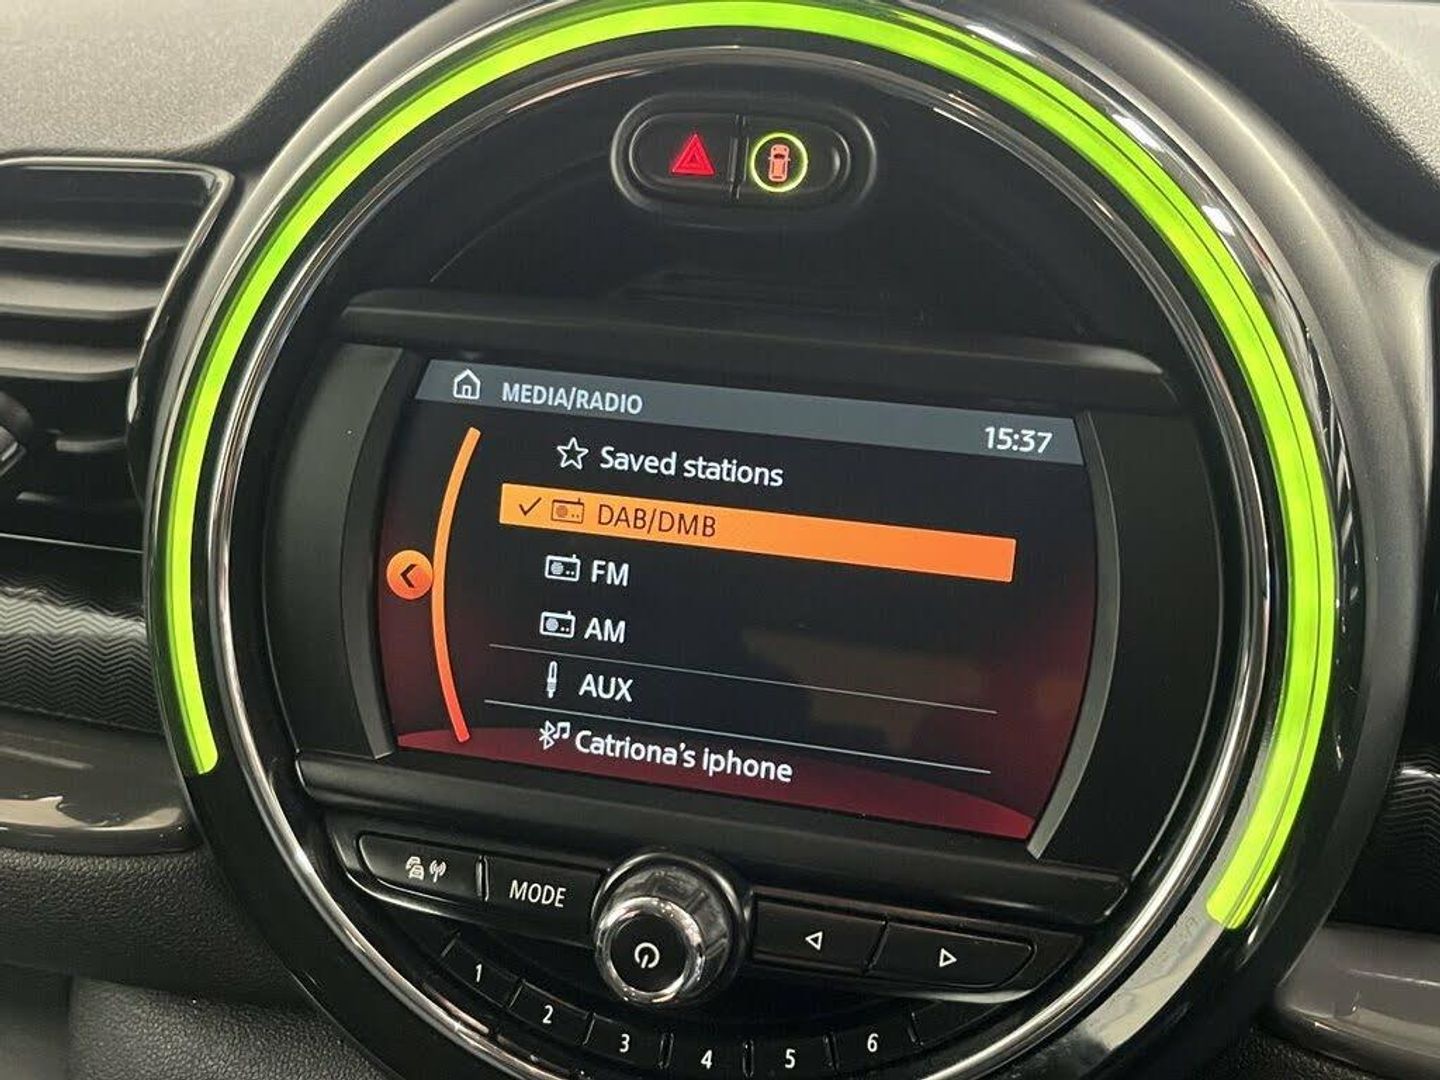 MEDIA/RADIO
15:37
Saved stations
DAB/DMB
FM
AM
AUX
Catriona's iphone
MODE
1
2
3
4
5
6